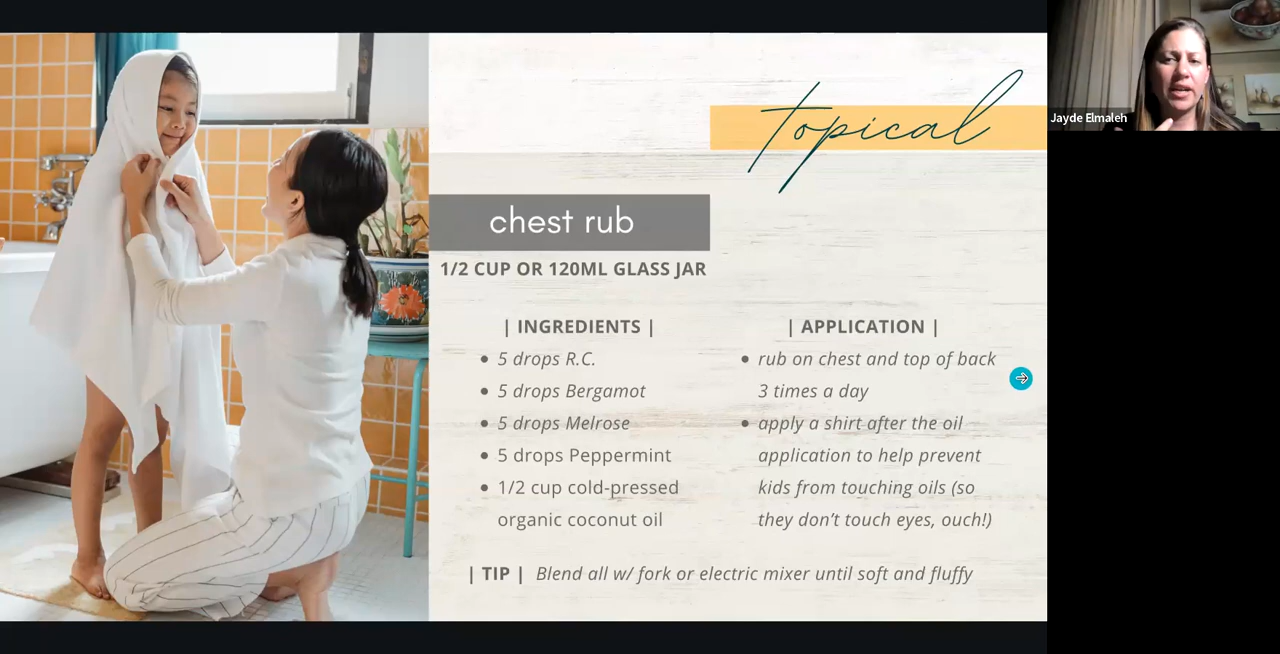 topical
chest rub
1/2 CUP OR 120ML GLASS JAR
| INGREDIENTS |
• 5 drops R.C.
• 5 drops Bergamot
• 5 drops Melrose
• 5 drops Peppermint
• 1/2 cup cold-pressed
organic coconut oil
| APPLICATION |
• rub on chest and top of back
3 times a day
• apply a shirt after the oil
application to help prevent
kids from touching oils (so
they don't touch eyes, ouch!)
| TIP | Blend all w/ fork or electric mixer until soft and fluffy
Jayde Elmaleh